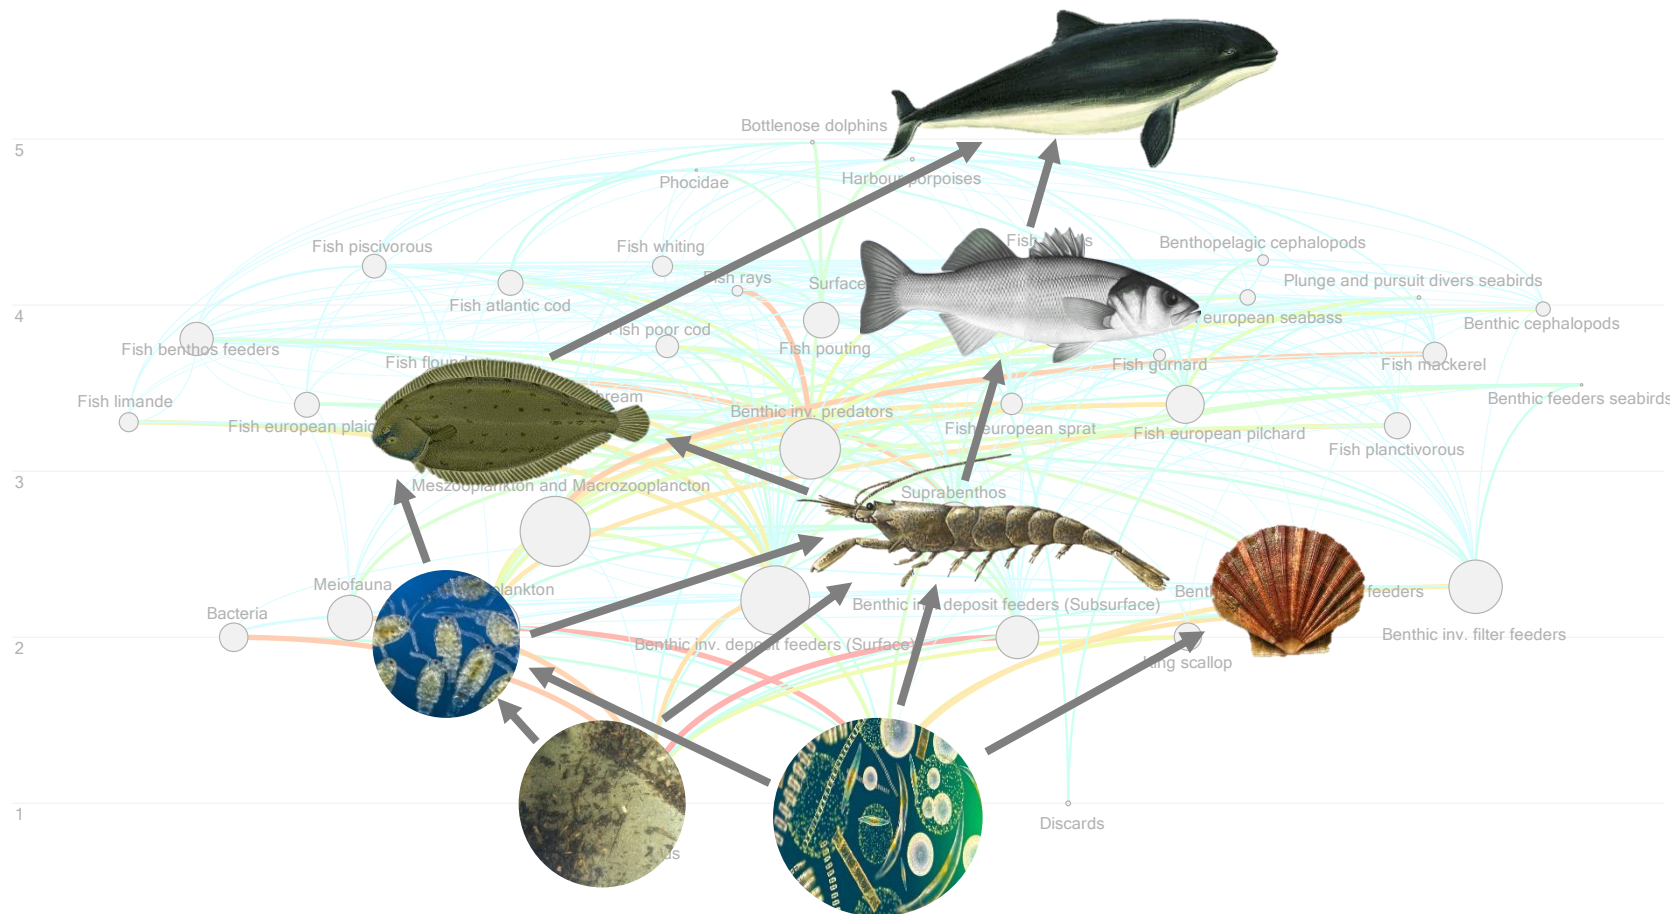 Bottlenose dolphins
5
Phocidae
Harbour porpoises
Fish piscivorous
Fish whiting
Fish
Benthopelagic cephalopods
Fish rays
Surface
Plunge and pursuit divers seabirds
Fish atlantic cod
4
european seabass
Benthic cephalopods
Fish poor cod
Fish benthos feeders
Fish pouting
Fish gurnard
Fish mackerel
Fish limande
Benthic feeders seabirds
Benthic inv. predators
Fish european
Fish european sprat
Fish european pilchard
Fish planctivorous
3
Meszooplankton and Macrozooplancton
Suprabenthos
Meiofauna
Bacteria
Benthic deposit feeders (Subsurface)
feeders
Benthic inv. deposit feeders (Surface)
Benthic inv. filter feeders
2
king scallop
1
Discards